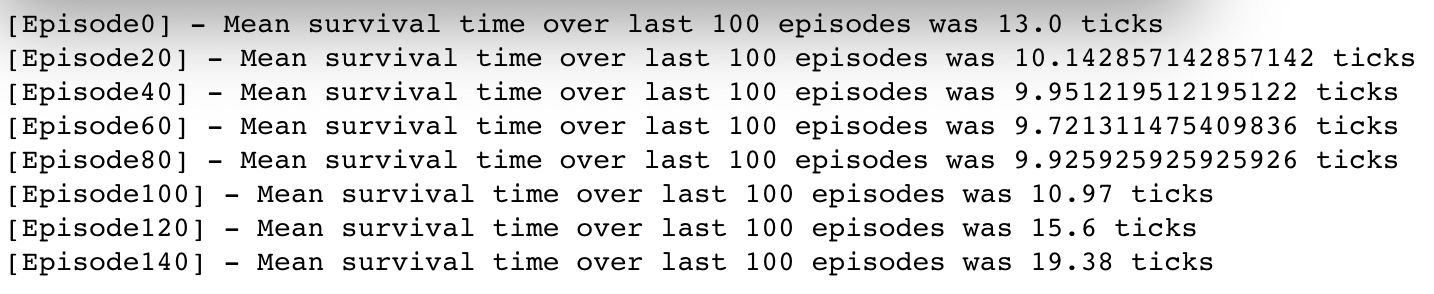 [Episode0] - Mean survival time over last 100 episodes was 13.0 ticks
[Episode20] - Mean survival time over last 100 episodes was 10.142857142857142 ticks
[Episode40] - Mean survival time over last 100 episodes was 9.951219512195122 ticks
[Episode60] - Mean survival time over last 100 episodes was 9.721311475409836 ticks
[Episode80] - Mean survival time over last 100 episodes was 9.925925925925926 ticks
[Episode100] - Mean survival time over last 100 episodes was 10.97 ticks
[Episode120] - Mean survival time over last 100 episodes was 15.6 ticks
[Episode140] - Mean survival time over last 100 episodes was 19.38 ticks